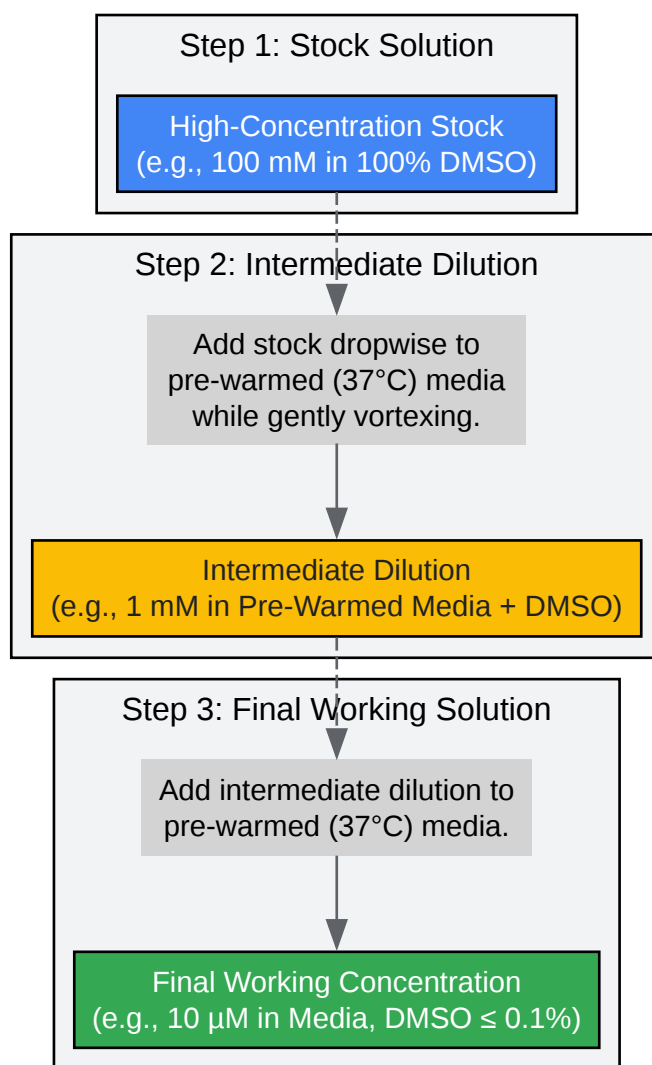 Step 1: Stock Solution
High-Concentration Stock
(e.g., 100 mM in 100% DMSO)
Step 2: Intermediate Dilution
Add stock dropwise to
pre-warmed (37°C) media
while gently vortexing.
Intermediate Dilution
(e.g., 1 mM in Pre-Warmed Media + DMSO)
Step 3: Final Working Solution
Add intermediate dilution to
pre-warmed (37°C) media.
Final Working Concentration
(e.g., 10 µM in Media, DMSO ≤ 0.1%)